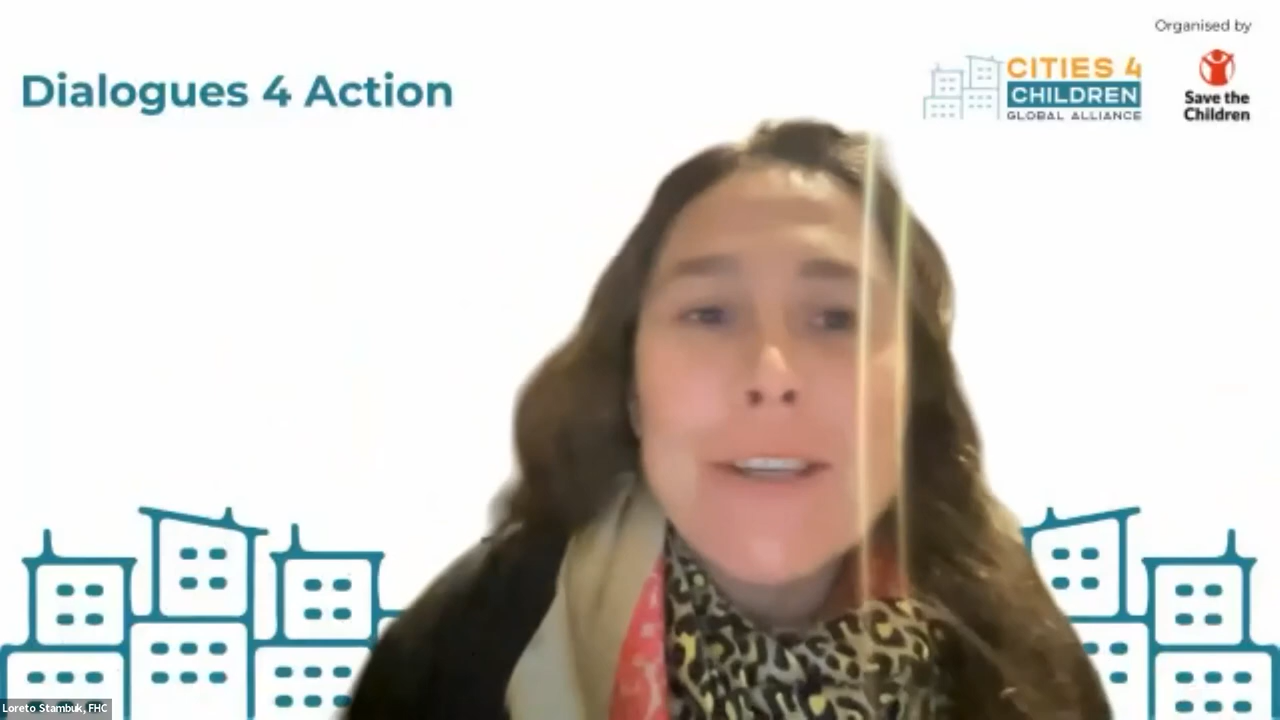 Organised by
Dialogues 4 Action
CITIES 4
CHILDREN
GLOBAL ALLIANCE
Save the
Children
Loreto Stambuk, FHC